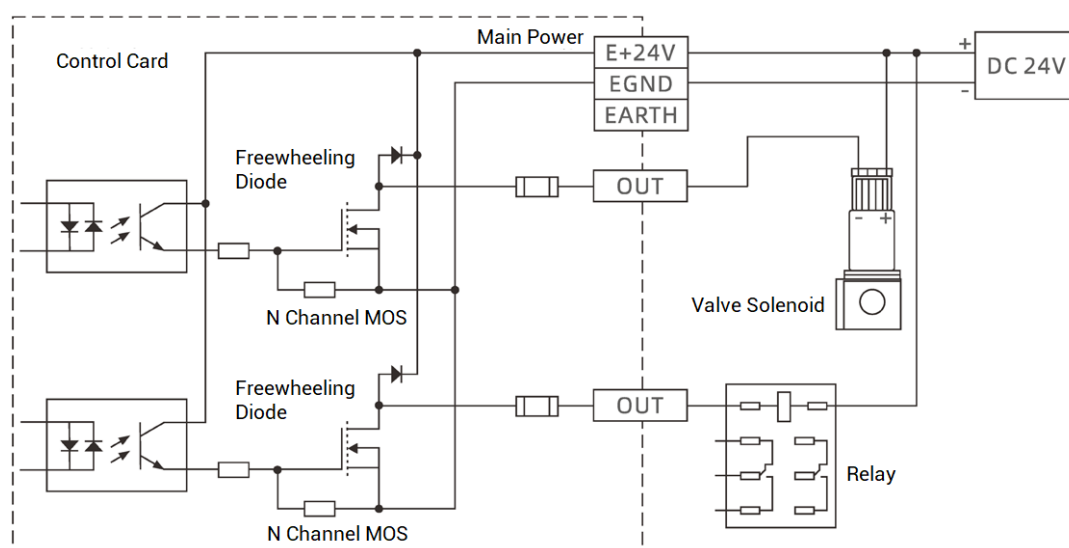 Main Power
Control Card
E+24V
EGND
EARTH
+
-
DC 24V
Freewheeling
Diode
OUT
- +
N Channel MOS
Valve Solenoid
Freewheeling
Diode
OUT
Relay
N Channel MOS